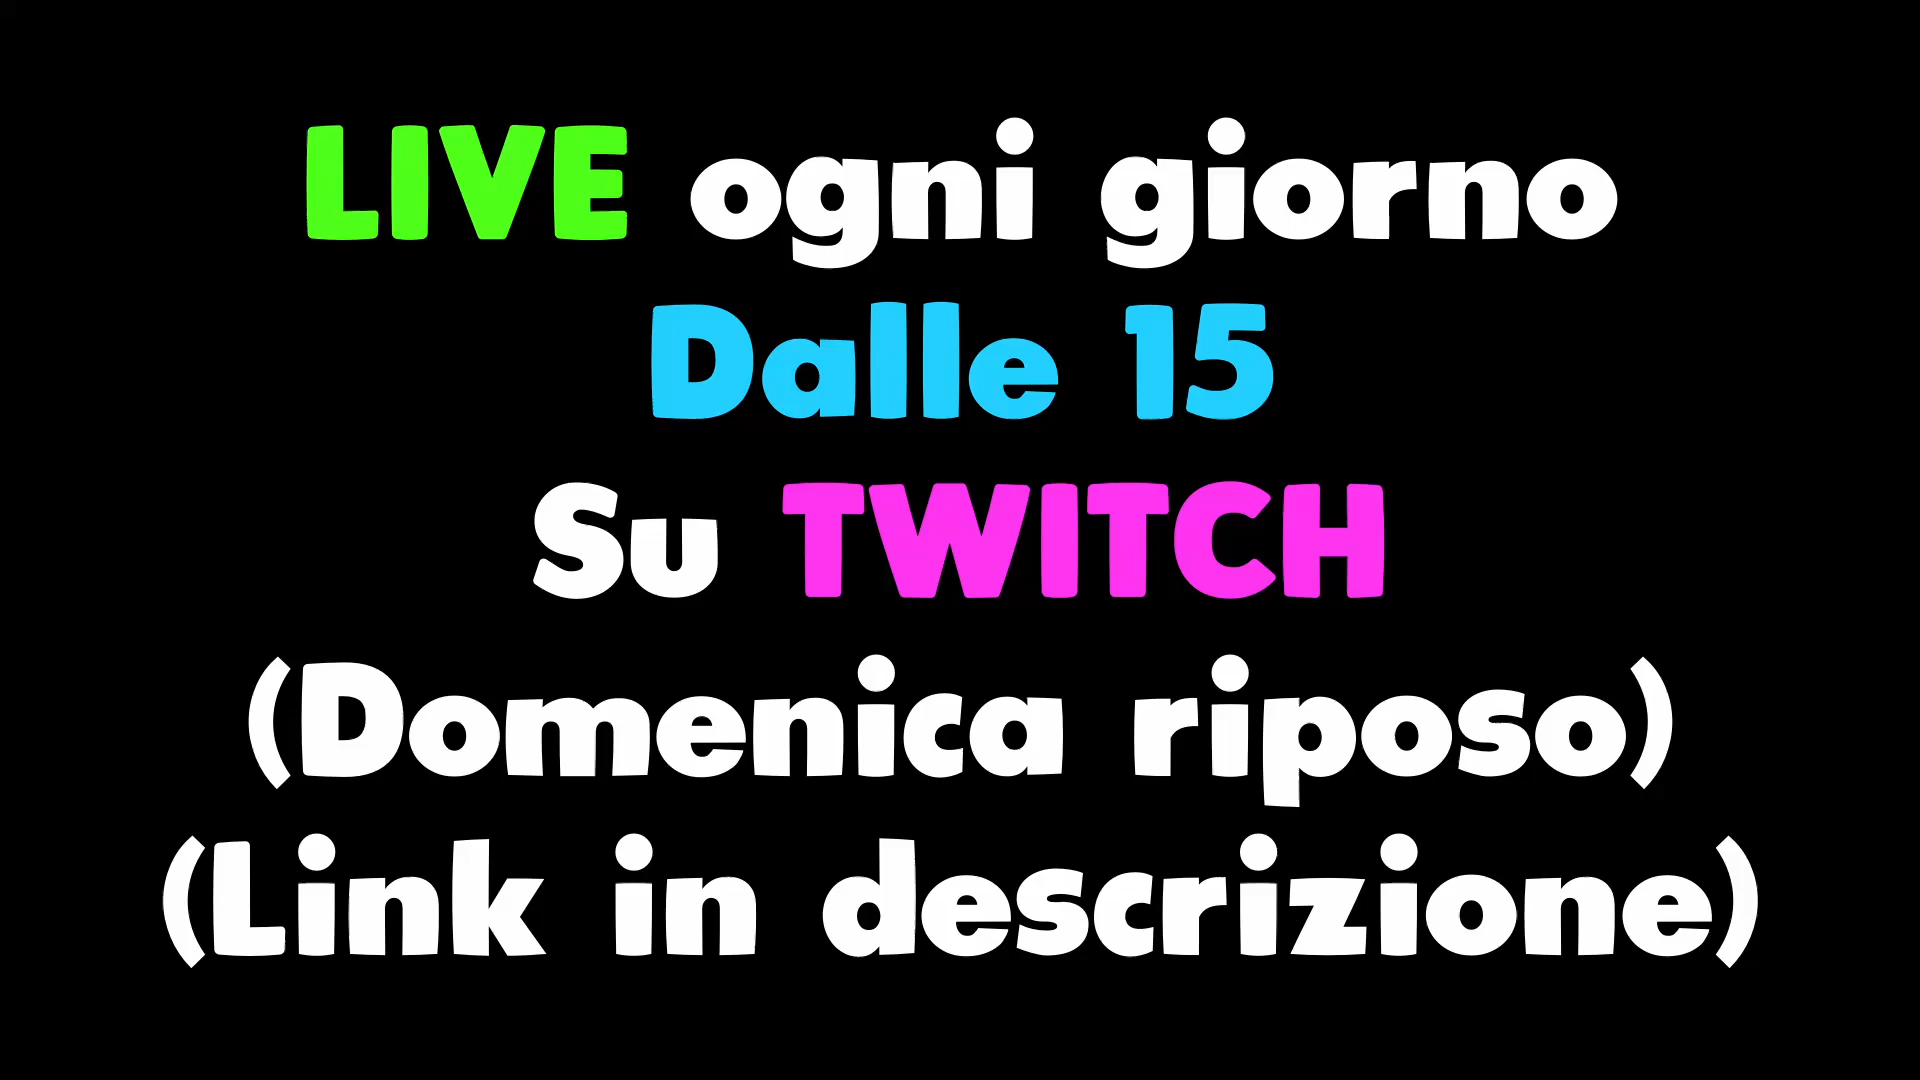 LIVE ogni giorno
Dalle 15
Su TWITCH
(Domenica riposo)
(Link in descrizione)